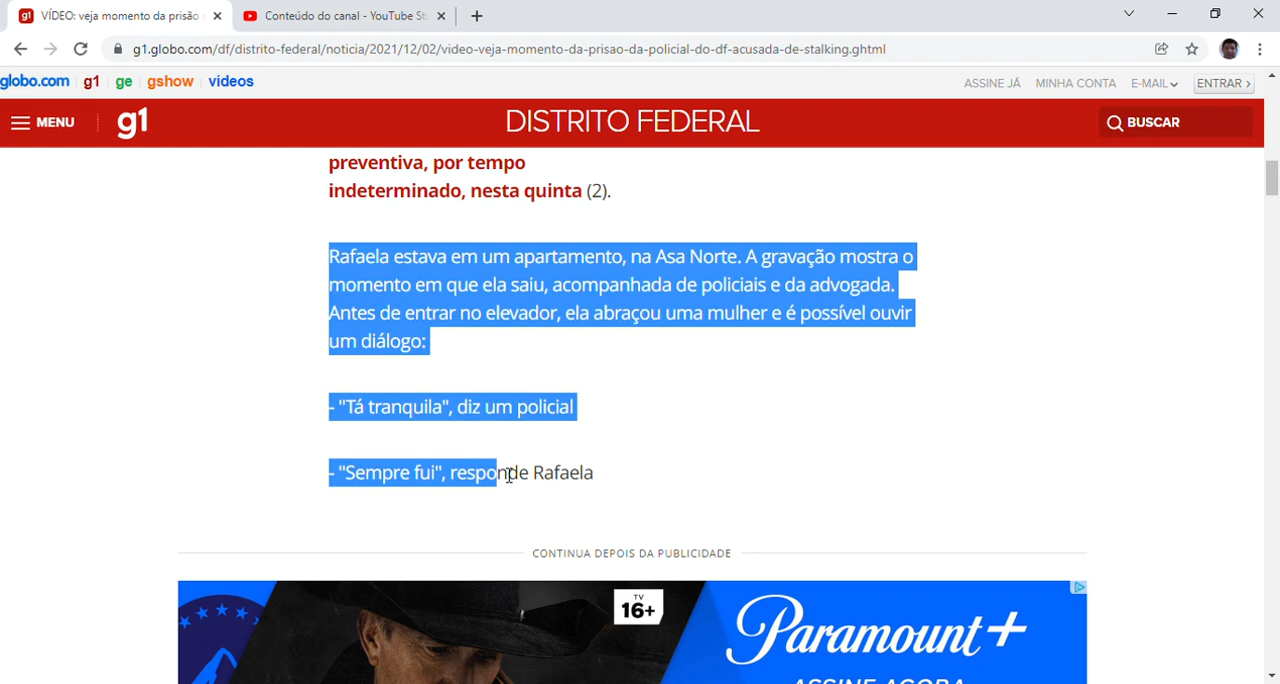 VÍDEO: veja momento da prisão
Conteúdo do canal - YouTube St
g1.globo.com/df/distrito-federal/noticia/2021/12/02/video-veja-momento-da-prisao-da-policial-do-df-acusada-de-stalking.ghtml
globo.com g1 ge gshow vídeos ASSINE JÁ MINHA CONTA E-MAIL ENTRAR ›
MENU g1 DISTRITO FEDERAL BUSCAR
preventiva, por tempo
indeterminado, nesta quinta (2).
Rafaela estava em um apartamento, na Asa Norte. A gravação mostra o
momento em que ela saiu, acompanhada de policiais e da advogada.
Antes de entrar no elevador, ela abraçou uma mulher e é possível ouvir
um diálogo:
- "Tá tranquila", diz um policial
- "Sempre fui", responde Rafaela
CONTINUA DEPOIS DA PUBLICIDADE
TV
16+
Paramount+
ASSINE AGORA